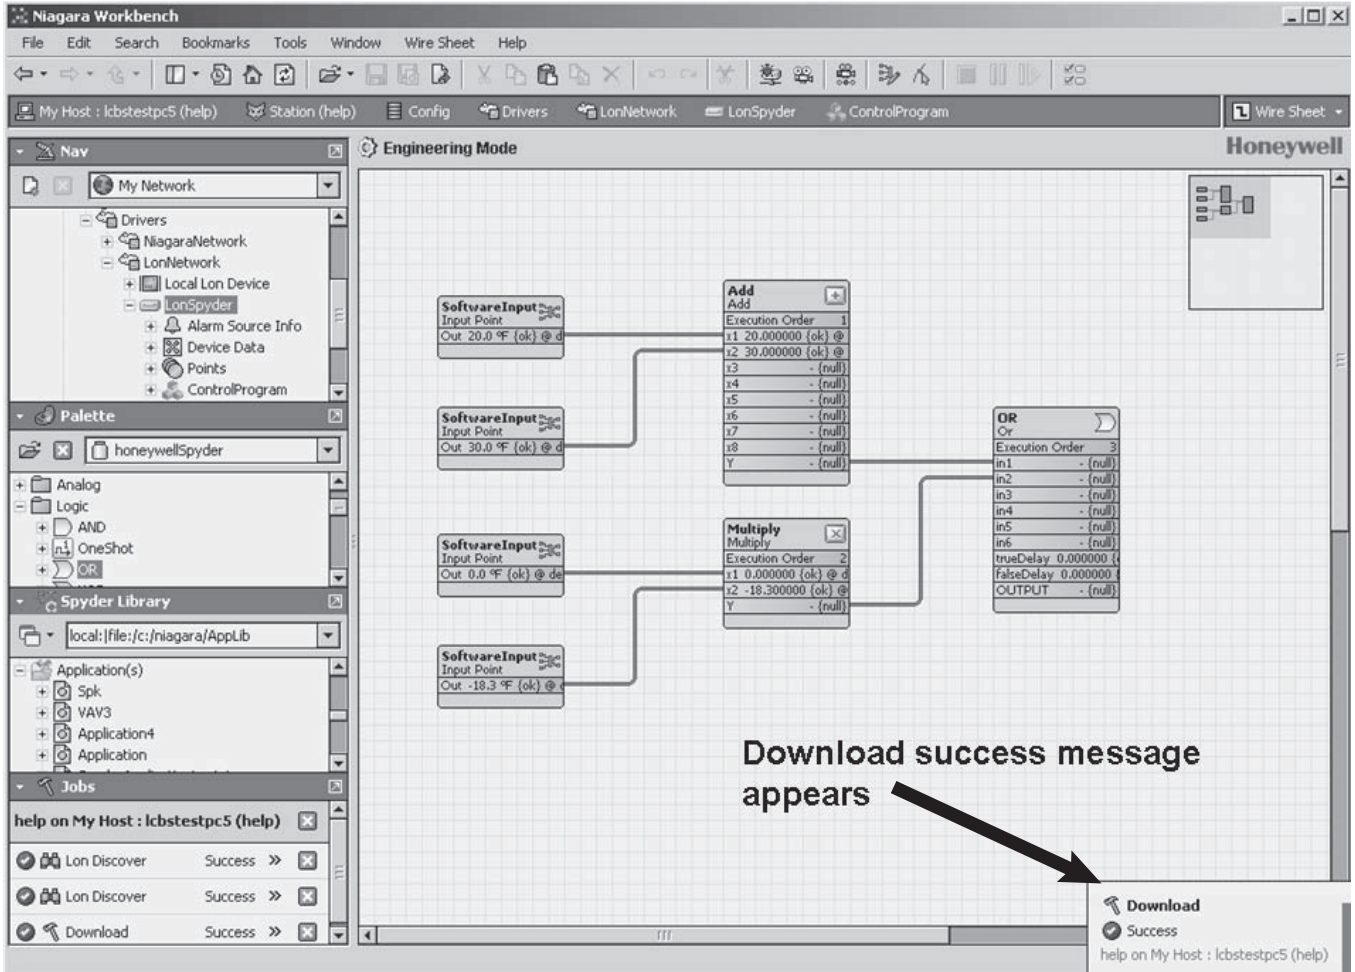 Niagara Workbench
File Edit Search Bookmarks Tools Window Wire Sheet Help
My Host : lcbstestpc5 (help) Station (help) Config Drivers LonNetwork LonSpyder ControlProgram Wire Sheet
Nav
My Network
Drivers
NiagaraNetwork
LonNetwork
Local Lon Device
LonSpyder
Alarm Source Info
Device Data
Points
ControlProgram
Palette
honeywellSpyder
Analog
Logic
AND
OneShot
OR
Spyder Library
local:|file:/c:/niagara/AppLib
Application(s)
Spk
VAV3
Application4
Application
Jobs
help on My Host : lcbstestpc5 (help)
Lon Discover Success »
Lon Discover Success »
Download Success »
Engineering Mode
Honeywell
SoftwareInput
Input Point
Out 20.0 °F {ok} @ d
SoftwareInput
Input Point
Out 30.0 °F {ok} @ d
SoftwareInput
Input Point
Out 0.0 °F {ok} @ de
SoftwareInput
Input Point
Out -18.3 °F {ok} @
Add
Add
Execution Order 1
x1 20.000000 {ok} @
x2 30.000000 {ok} @
x3 - {null}
x4 - {null}
x5 - {null}
x6 - {null}
x7 - {null}
x8 - {null}
Y - {null}
Multiply
Multiply
Execution Order 2
x1 0.000000 {ok} @ d
x2 -18.300000 {ok} @
Y - {null}
OR
Or
Execution Order 3
in1 - {null}
in2 - {null}
in3 - {null}
in4 - {null}
in5 - {null}
in6 - {null}
trueDelay 0.000000 {
falseDelay 0.000000
OUTPUT - {null}
Download success message
appears
Download
Success
help on My Host : lcbstestpc5 (help)